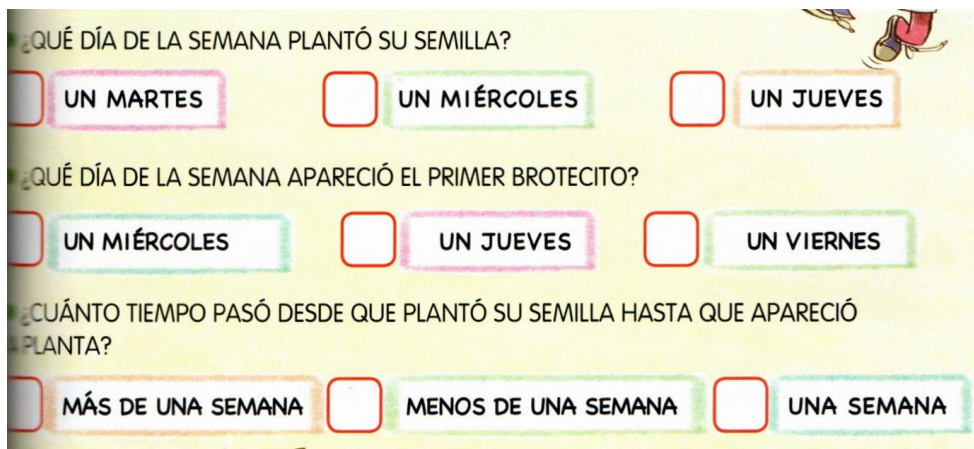 ¿QUÉ DÍA DE LA SEMANA PLANTÓ SU SEMILLA?
UN MARTES UN MIÉRCOLES UN JUEVES
¿QUÉ DÍA DE LA SEMANA APARECIÓ EL PRIMER BROTECITO?
UN MIÉRCOLES UN JUEVES UN VIERNES
¿CUÁNTO TIEMPO PASÓ DESDE QUE PLANTÓ SU SEMILLA HASTA QUE APARECIÓ
PLANTA?
MÁS DE UNA SEMANA MENOS DE UNA SEMANA UNA SEMANA